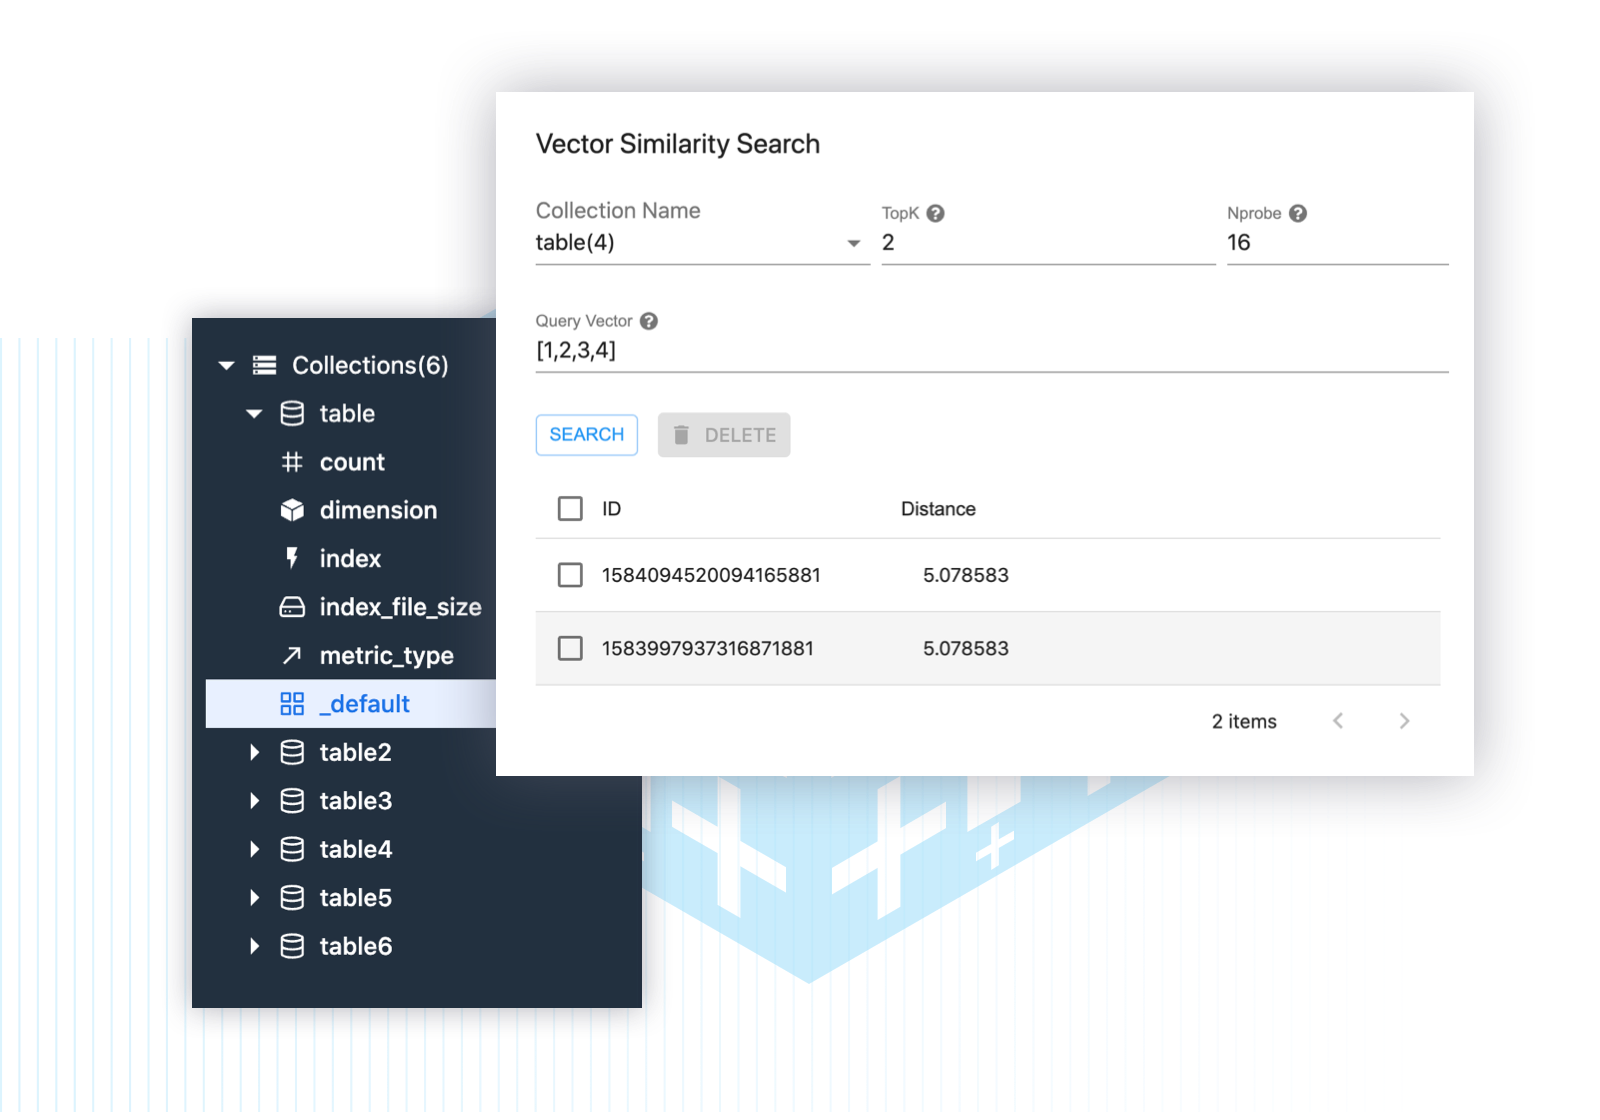 Vector Similarity Search
Collection Name
table(4)
TopK
2
Nprobe
16
Query Vector
[1,2,3,4]
SEARCH
DELETE
ID Distance
1584094520094165881 5.078583
1583997937316871881 5.078583
2 items
Collections(6)
table
count
dimension
index
index_file_size
metric_type
_default
table2
table3
table4
table5
table6